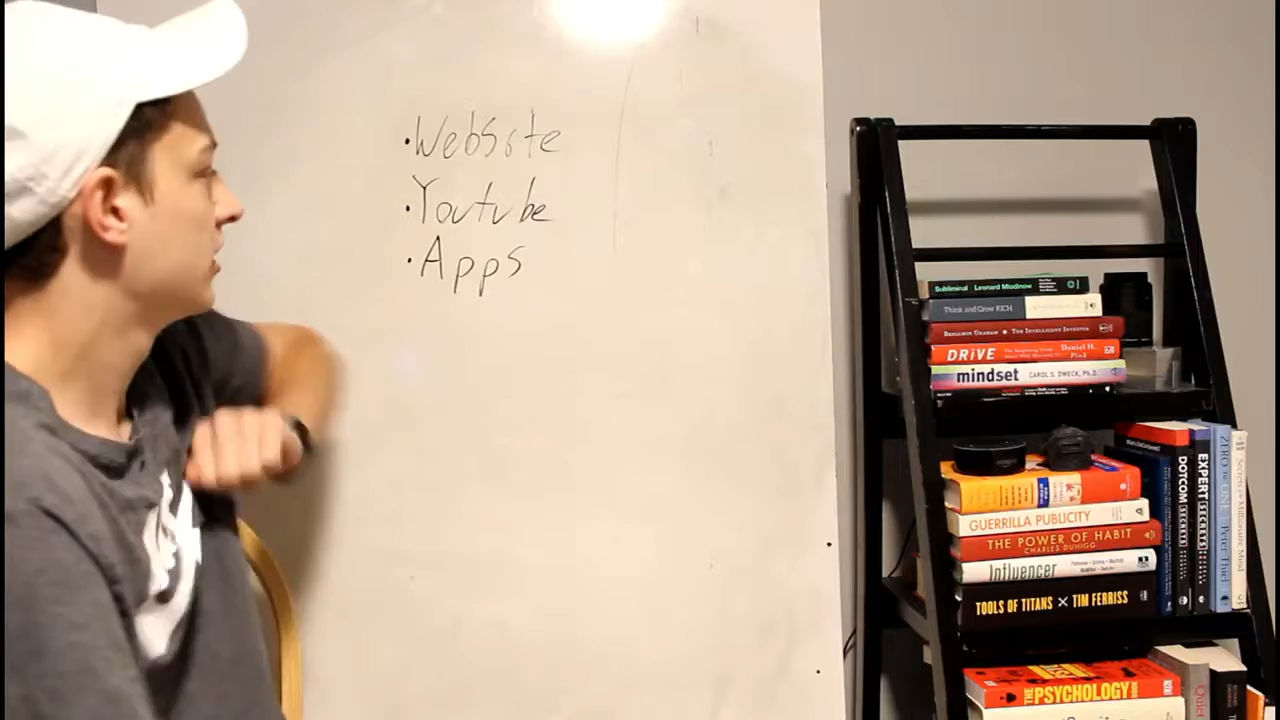 ·Website
·Youtube
·Apps
Subliminal Leonard Mlodinow
Think and Grow RICH
BENJAMIN GRAHAM THE INTELLIGENT INVESTOR
DRiVE Daniel H. Pink
mindset CAROL S. DWECK, Ph.D.
GUERRILLA PUBLICITY
THE POWER OF HABIT
CHARLES DUHIGG
Influencer
TOOLS OF TITANS × TIM FERRISS
DOTCOM SECRETS
EXPERT SECRETS
ZERO to ONE Peter Thiel
Secrets of the Millionaire Mind
THE PSYCHOLOGY BOOK
Quiet